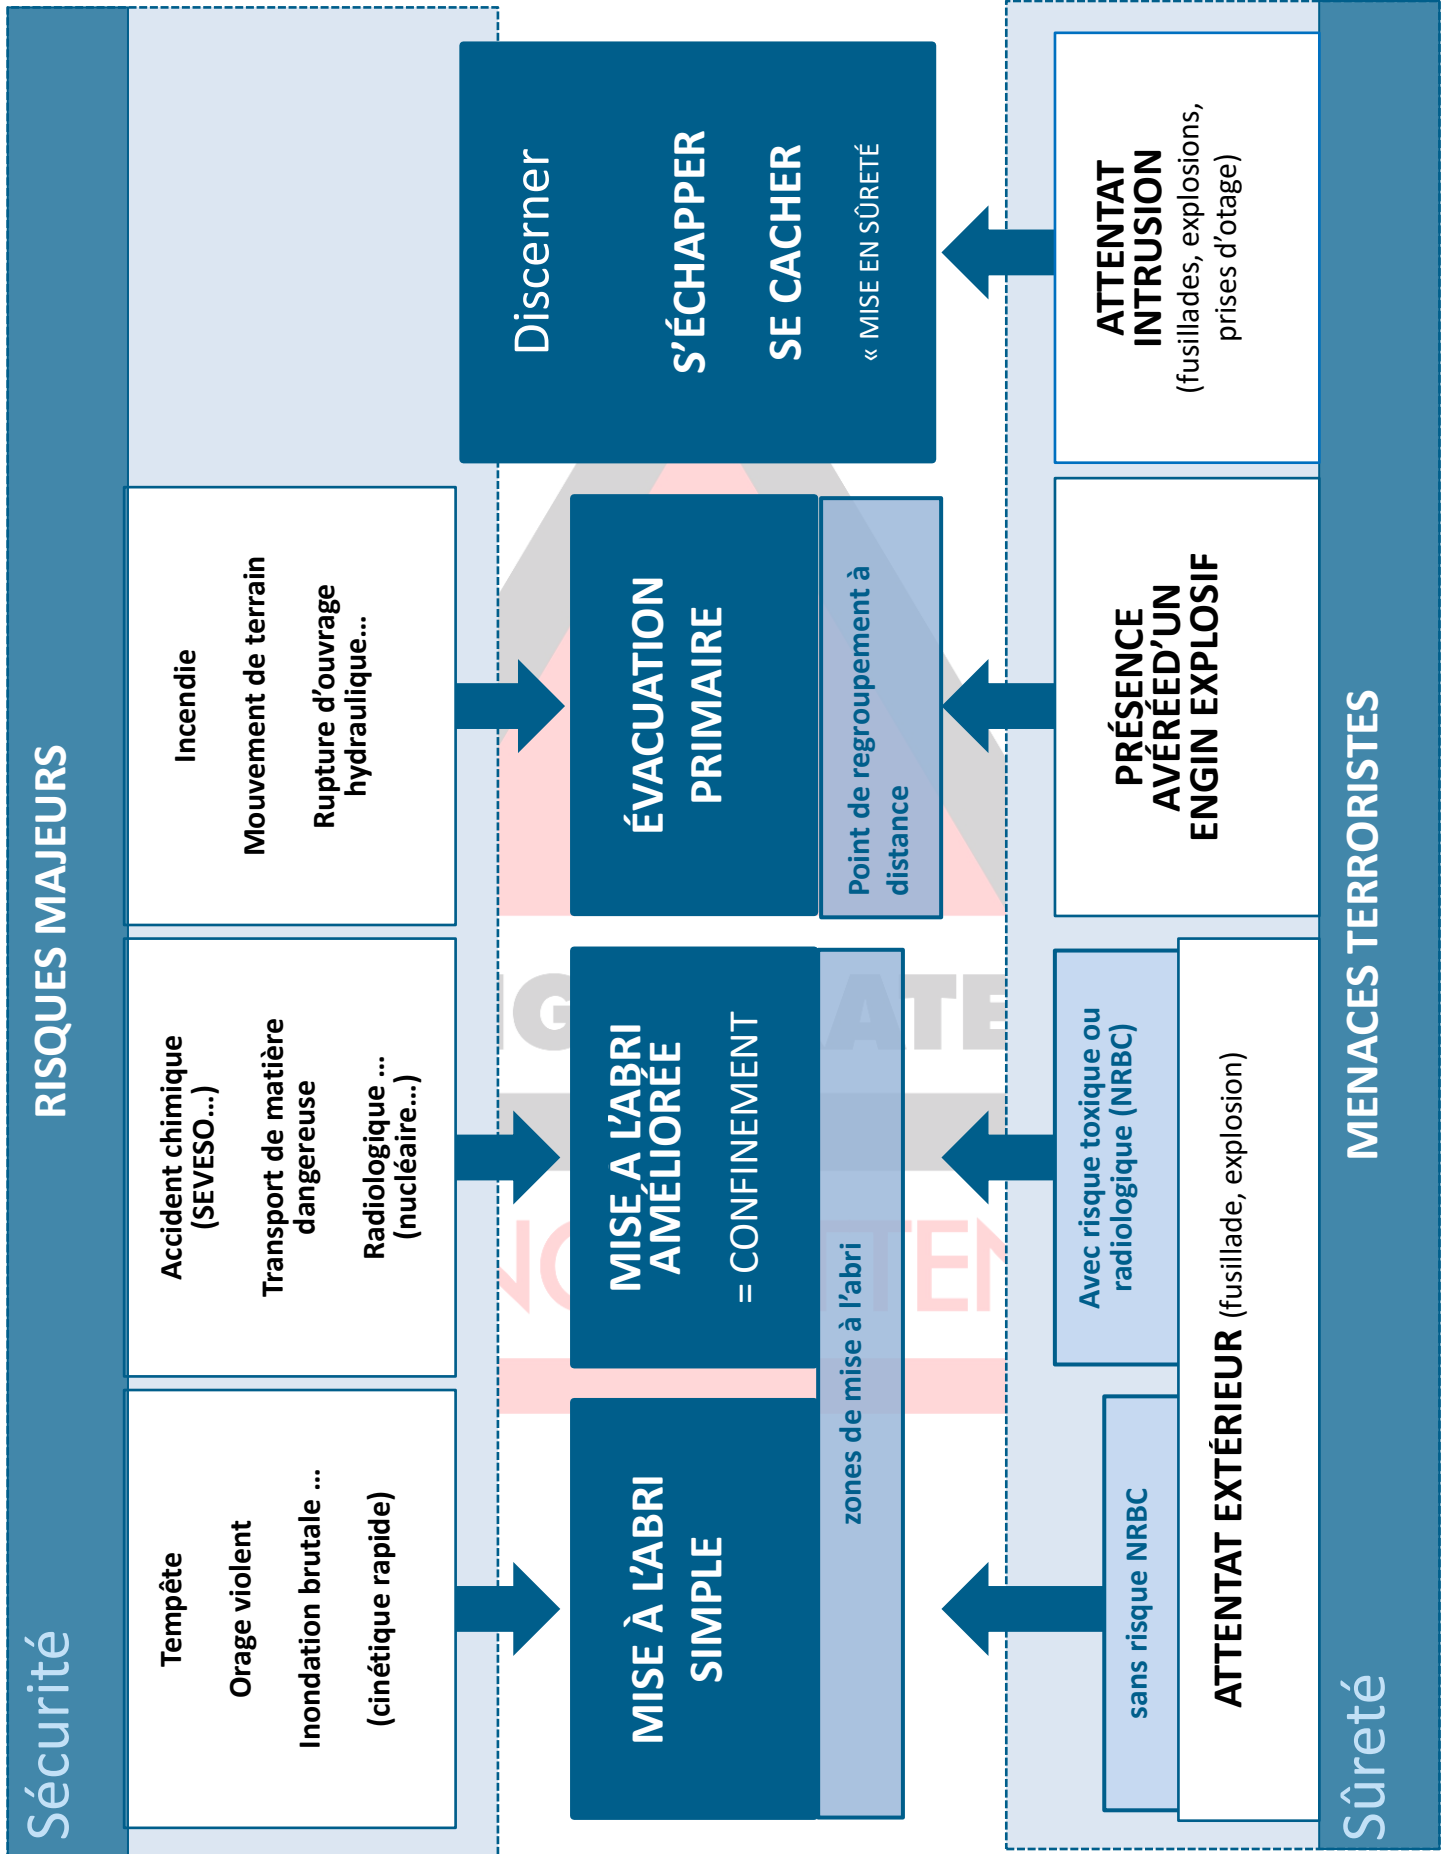 Sécurité
RISQUES MAJEURS
Tempête
Orage violent
Inondation brutale ...
(cinétique rapide)
Accident chimique
(SEVESO...)
Transport de matière
dangereuse
Radiologique ...
(nucléaire...)
Incendie
Mouvement de terrain
Rupture d'ouvrage
hydraulique...
MISE À L'ABRI
SIMPLE
MISE A L'ABRI
AMÉLIORÉE
= CONFINEMENT
zones de mise à l'abri
ÉVACUATION
PRIMAIRE
Point de regroupement à
distance
Discerner
S'ÉCHAPPER
SE CACHER
« MISE EN SÛRETÉ
sans risque NRBC
Avec risque toxique ou
radiologique (NRBC)
ATTENTAT EXTÉRIEUR (fusillade, explosion)
PRÉSENCE
AVÉRÉED'UN
ENGIN EXPLOSIF
ATTENTAT
INTRUSION
(fusillades, explosions,
prises d'otage)
Sûreté
MENACES TERRORISTES